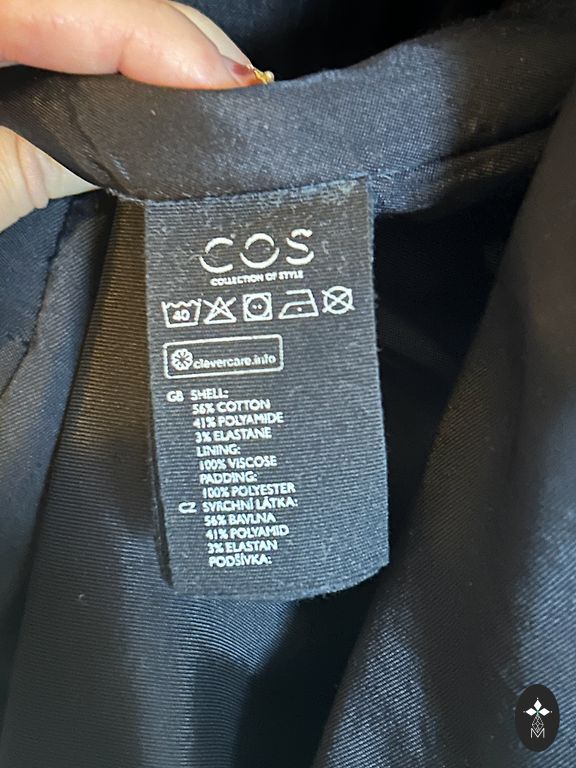 COS
COLLECTION OF STYLE
40
clevercare.info
GB SHELL:
56% COTTON
41% POLYAMIDE
3% ELASTANE
LINING:
100% VISCOSE
PADDING:
100% POLYESTER
CZ SVRCHNÍ LÁTKA:
56% BAVLNA
41% POLYAMID
3% ELASTAN
PODŠÍVKA:
M